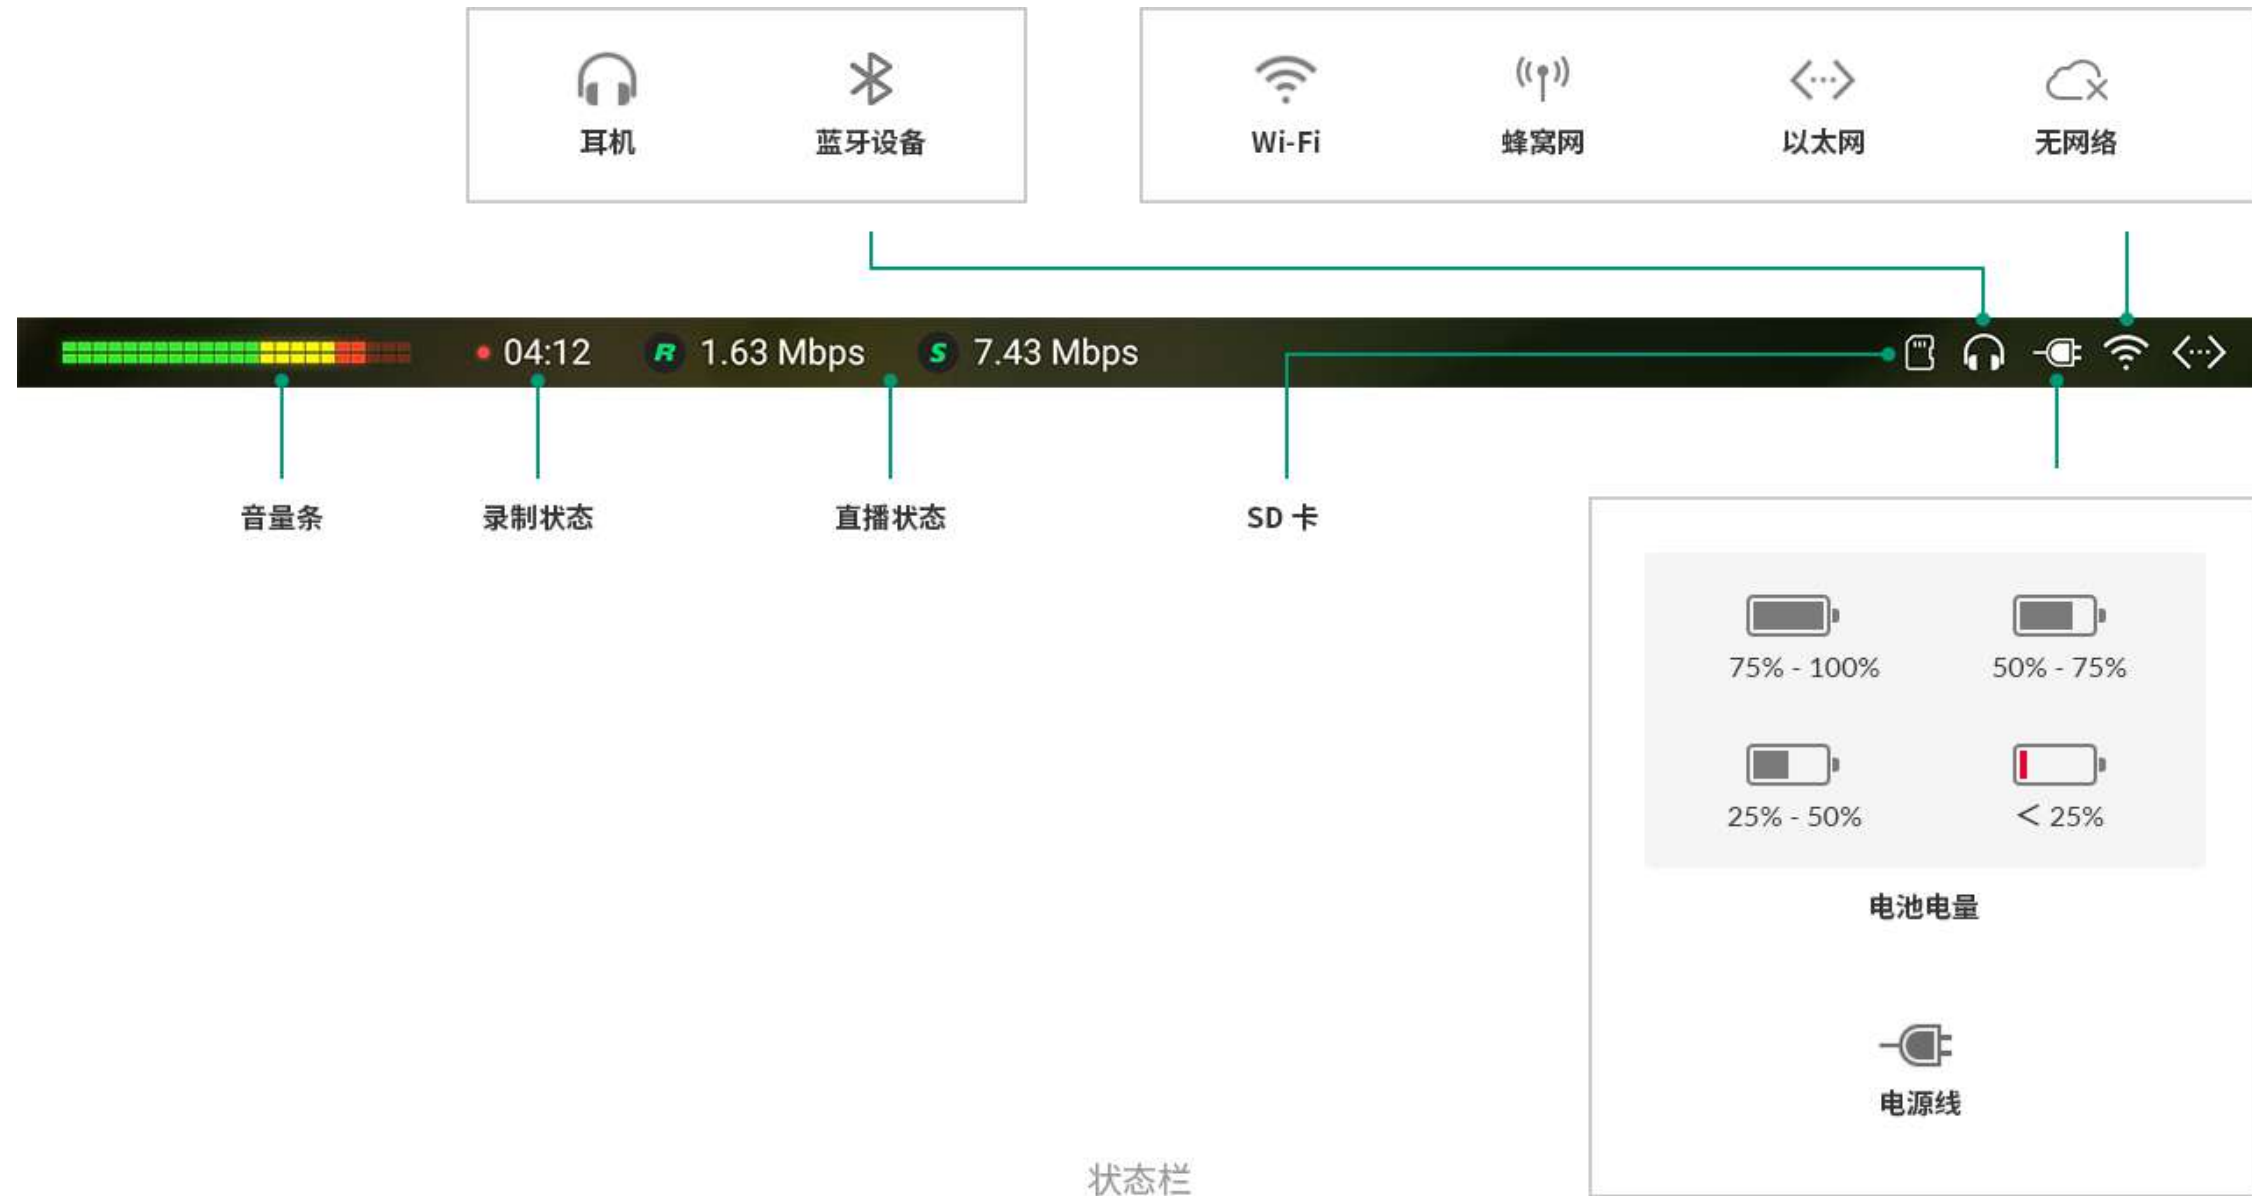 耳机
蓝牙设备
Wi-Fi
蜂窝网
以太网
无网络
04:12
R 1.63 Mbps
S 7.43 Mbps
音量条
录制状态
直播状态
SD 卡
75% - 100%
50% - 75%
25% - 50%
< 25%
电池电量
电源线
状态栏